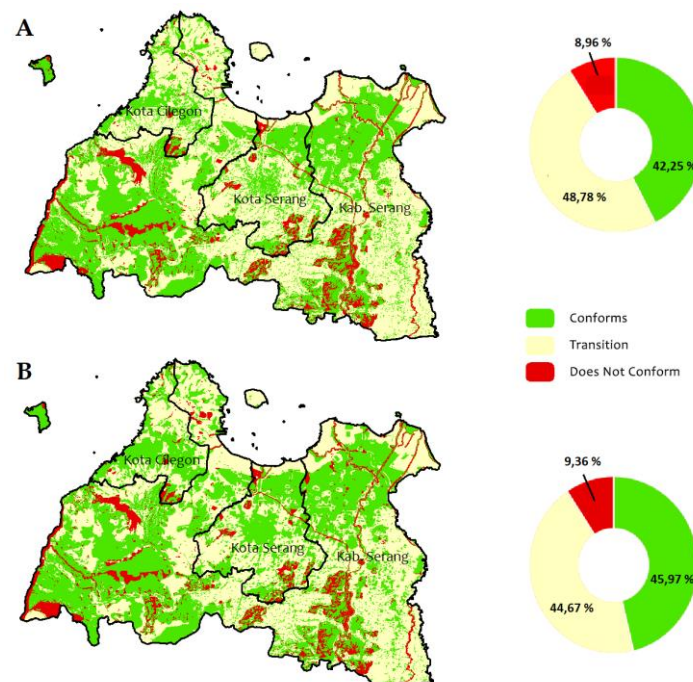 A
Kota Cilegon
Kota Serang
Kab. Serang
8,96 %
42,25 %
48,78 %
Conforms
Transition
Does Not Conform
B
Kota Cilegon
Kota Serang
Kab. Serang
9,36 %
45,97 %
44,67 %